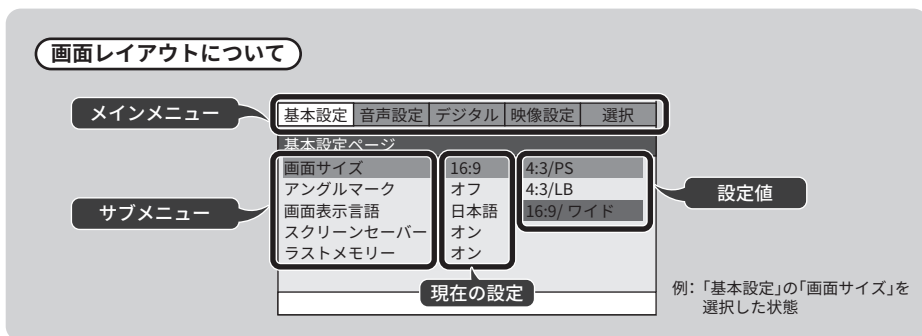 画面レイアウトについて
メインメニュー
基本設定 音声設定 デジタル 映像設定 選択
基本設定ページ
画面サイズ 16:9 4:3/PS
アングルマーク オフ 4:3/LB
画面表示言語 日本語 16:9/ ワイド
スクリーンセーバー オン
ラストメモリー オン
サブメニュー
設定値
現在の設定
例:「基本設定」の「画面サイズ」を
選択した状態